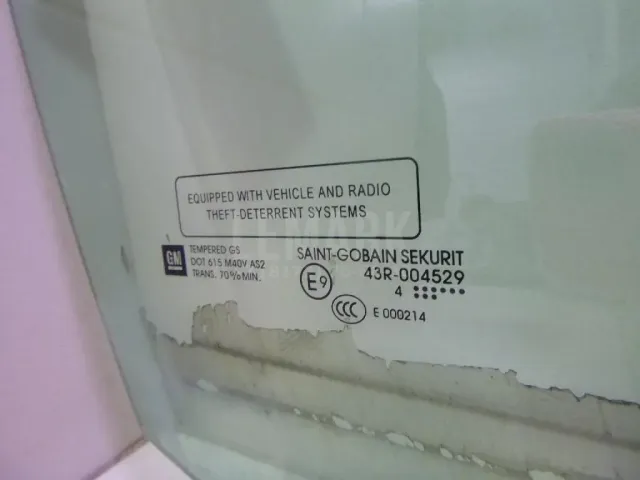 EQUIPPED WITH VEHICLE AND RADIO
THEFT-DETERRENT SYSTEMS
GM
TEMPERED GS
DOT 615 M40V AS2
TRANS. 70% MIN.
SAINT-GOBAIN SEKURIT
E9
43R-004529
4
CCC
E 000214